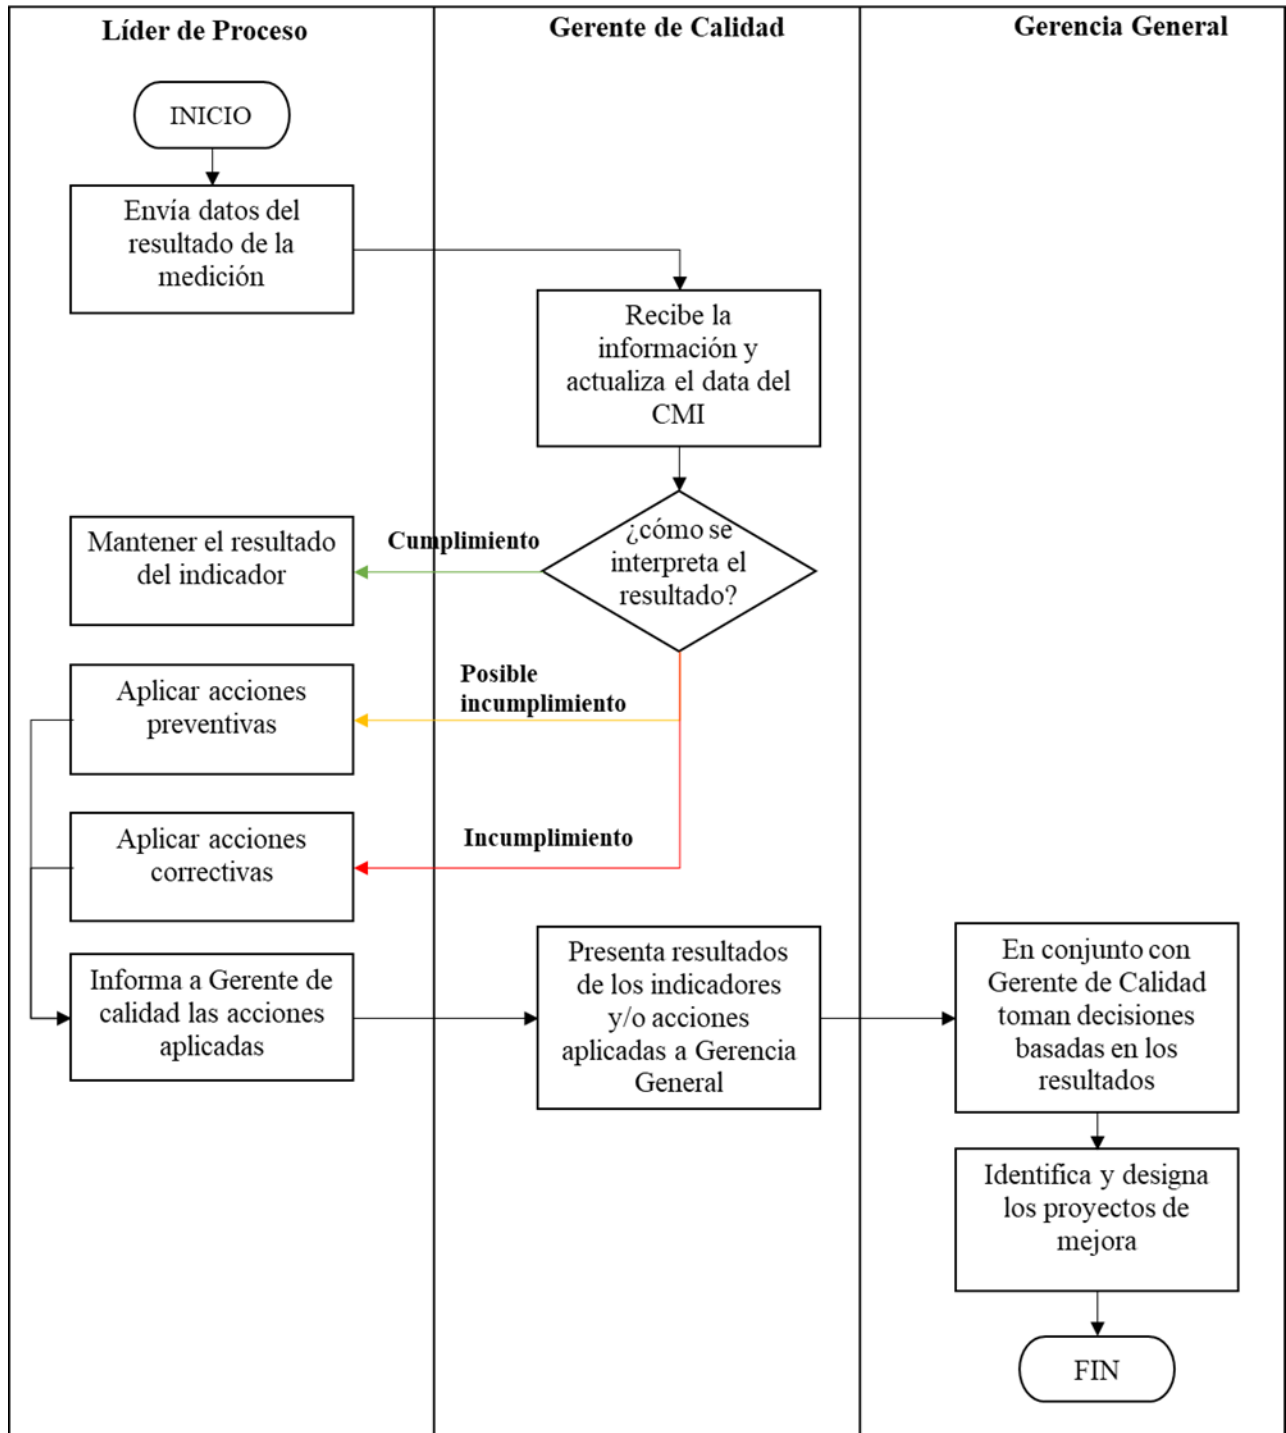 Líder de Proceso
Gerente de Calidad
Gerencia General
INICIO
Envía datos del
resultado de la
medición
Recibe la
información y
actualiza el data del
CMI
¿cómo se
interpreta el
resultado?
Cumplimiento
Mantener el resultado
del indicador
Posible
incumplimiento
Aplicar acciones
preventivas
Incumplimiento
Aplicar acciones
correctivas
Informa a Gerente de
calidad las acciones
aplicadas
Presenta resultados
de los indicadores
y/o acciones
aplicadas a Gerencia
General
En conjunto con
Gerente de Calidad
toman decisiones
basadas en los
resultados
Identifica y designa
los proyectos de
mejora
FIN